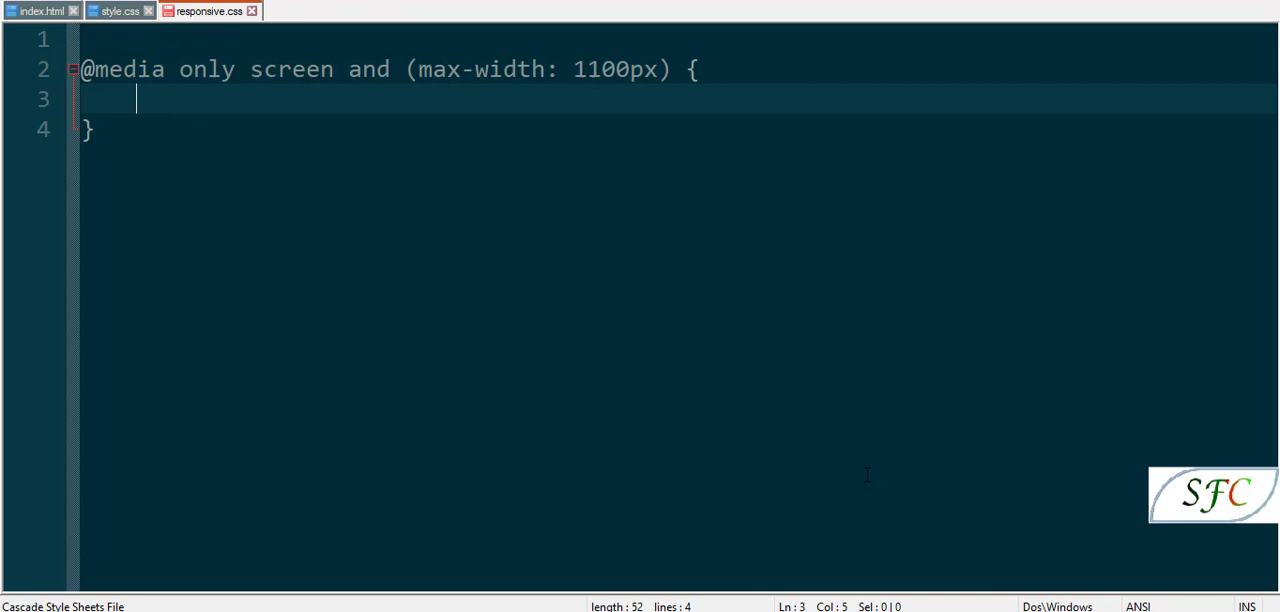 index.html style.css responsive.css
1
2 @media only screen and (max-width: 1100px) {
3
4 }
SFC
Cascade Style Sheets File length : 52 lines : 4 Ln : 3 Col : 5 Sel : 0 | 0 Dos\Windows ANSI INS